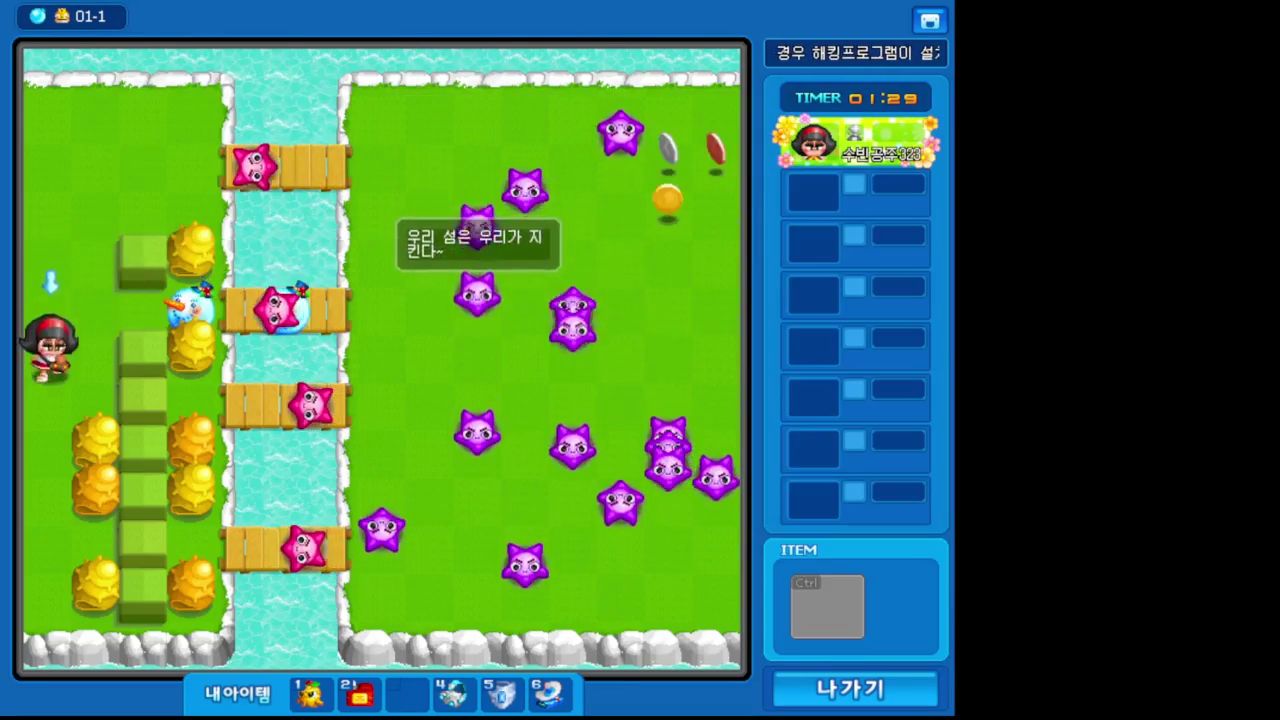 01-1
경우 해킹프로그램이 설
TIMER 01:29
수빈공주323
우리 섬은 우리가 지
킨다~
ITEM
Ctrl
나가기
내아이템
1
2
4
5
6